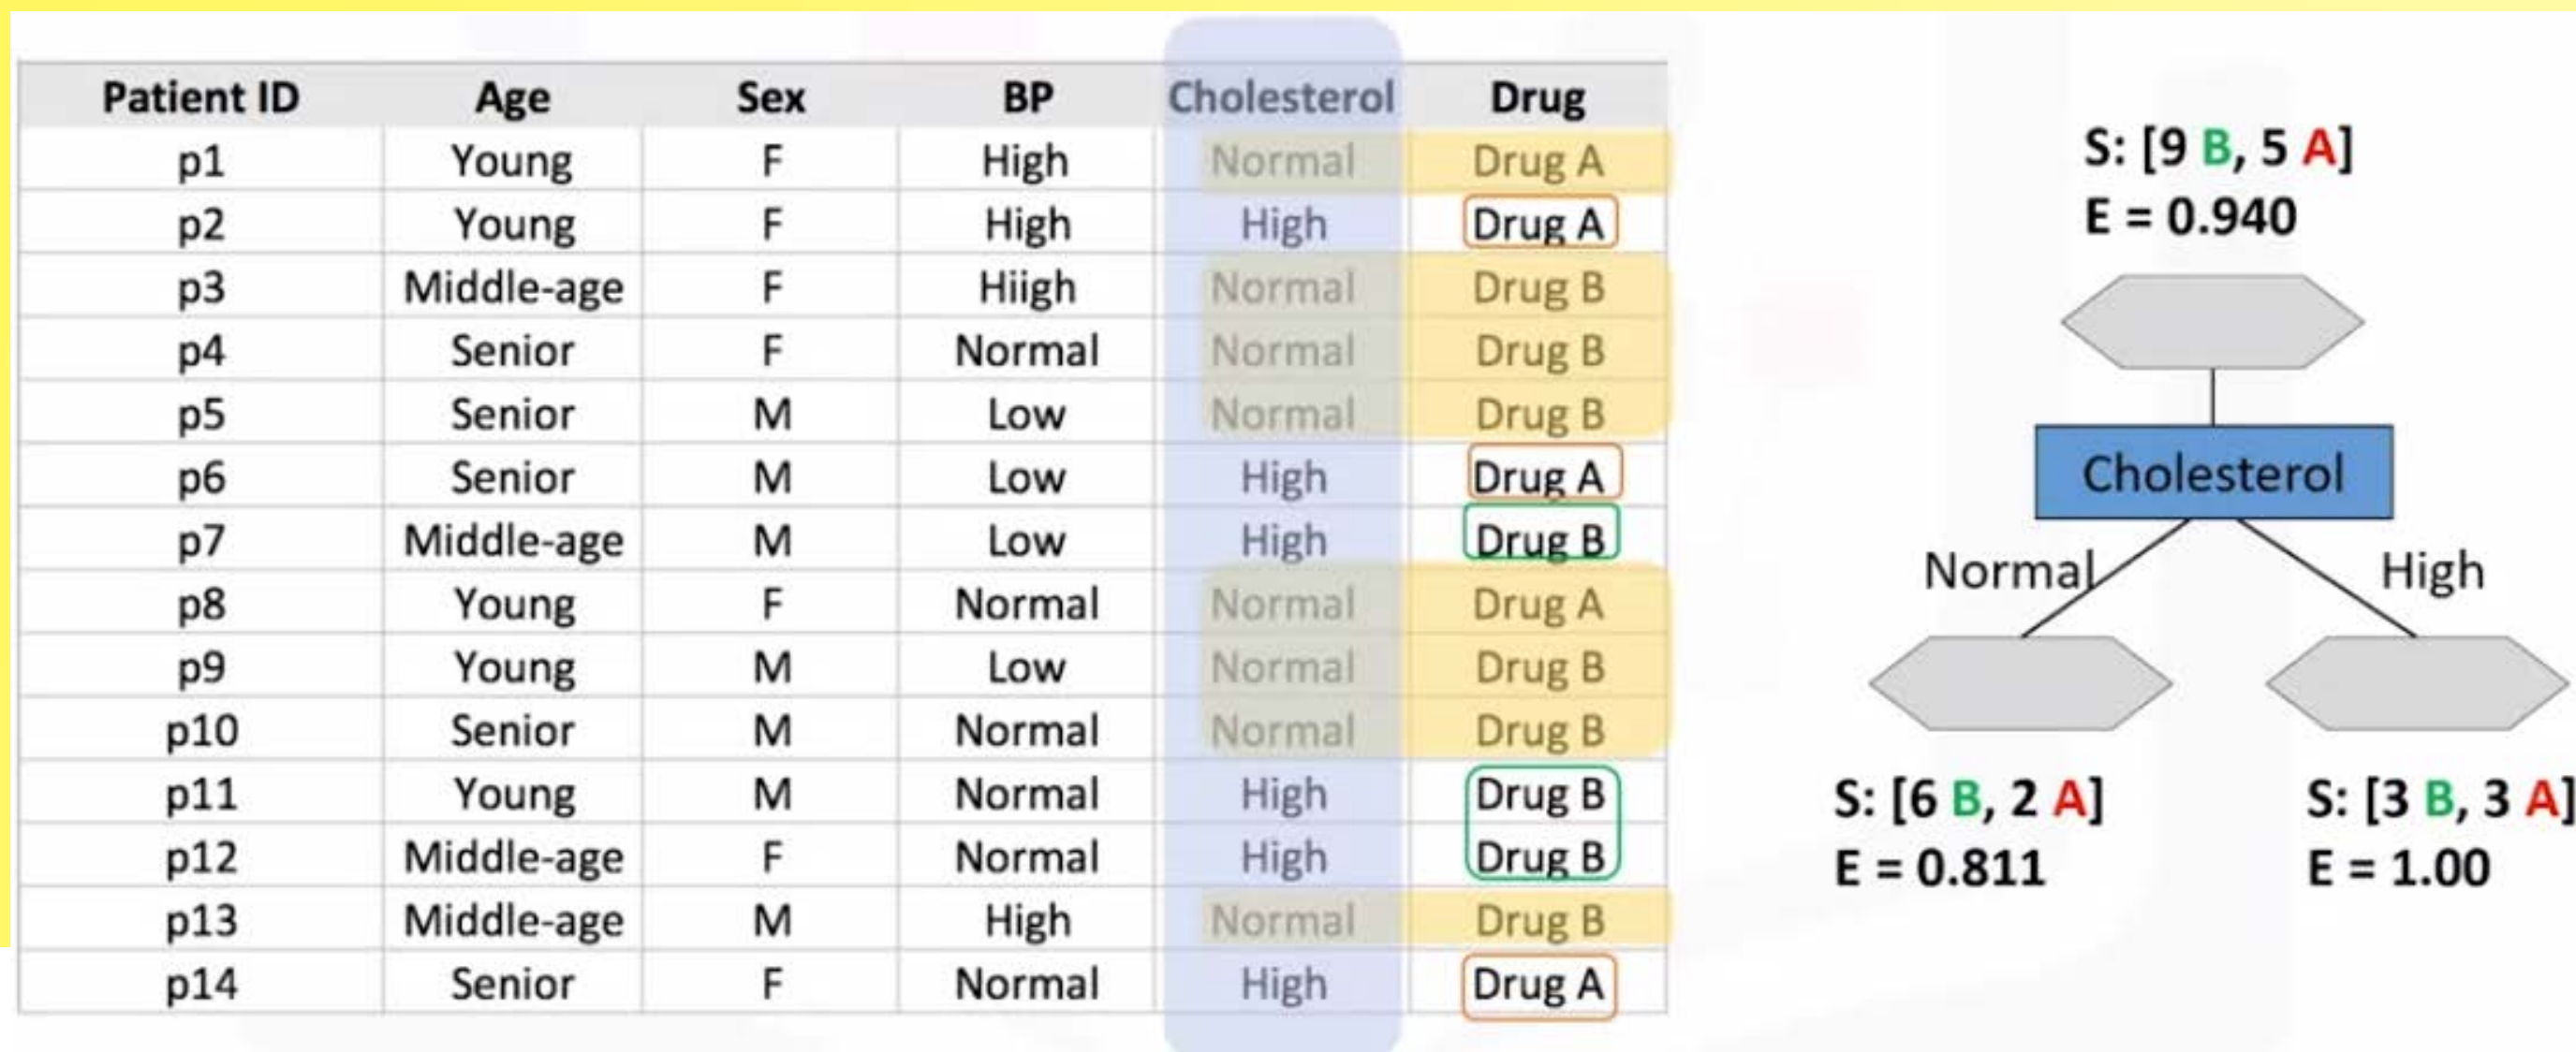 Patient ID Age Sex BP Cholesterol Drug
p1 Young F High Normal Drug A
p2 Young F High High Drug A
p3 Middle-age F Hiigh Normal Drug B
p4 Senior F Normal Normal Drug B
p5 Senior M Low Normal Drug B
p6 Senior M Low High Drug A
p7 Middle-age M Low High Drug B
p8 Young F Normal Normal Drug A
p9 Young M Low Normal Drug B
p10 Senior M Normal Normal Drug B
p11 Young M Normal High Drug B
p12 Middle-age F Normal High Drug B
p13 Middle-age M High Normal Drug B
p14 Senior F Normal High Drug A
S: [9 B, 5 A]
E = 0.940
Cholesterol
Normal High
S: [6 B, 2 A] S: [3 B, 3 A]
E = 0.811 E = 1.00